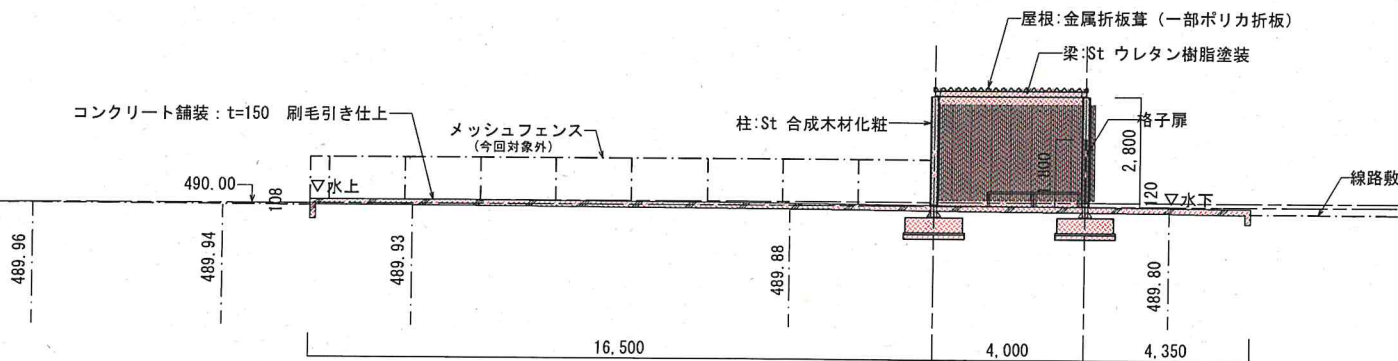 屋根:金属折板葺（一部ポリカ折板）
梁:St ウレタン樹脂塗装
コンクリート舗装：t=150 刷毛引き仕上
メッシュフェンス
(今回対象外)
柱:St 合成木材化粧
格子扉
2,800
490.00
▽水上
108
120
▽水下
線路敷
489.96
489.94
489.93
489.88
489.80
16,500
4,000
4,350